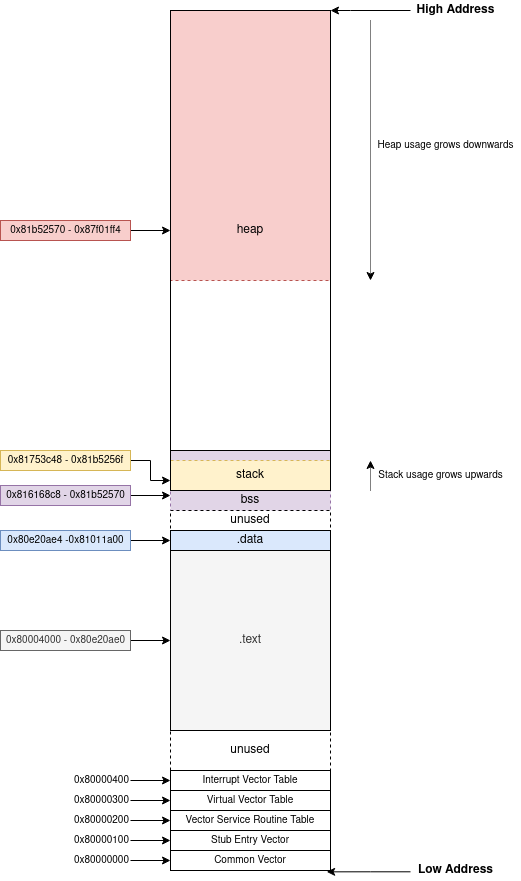 High Address
Heap usage grows downwards
heap
0x81b52570 - 0x87f01ff4
0x81753c48 - 0x81b5256f
stack
Stack usage grows upwards
0x816168c8 - 0x81b52570
bss
unused
0x80e20ae4 -0x81011a00
.data
0x80004000 - 0x80e20ae0
.text
unused
0x80000400
Interrupt Vector Table
0x80000300
Virtual Vector Table
0x80000200
Vector Service Routine Table
0x80000100
Stub Entry Vector
0x80000000
Common Vector
Low Address